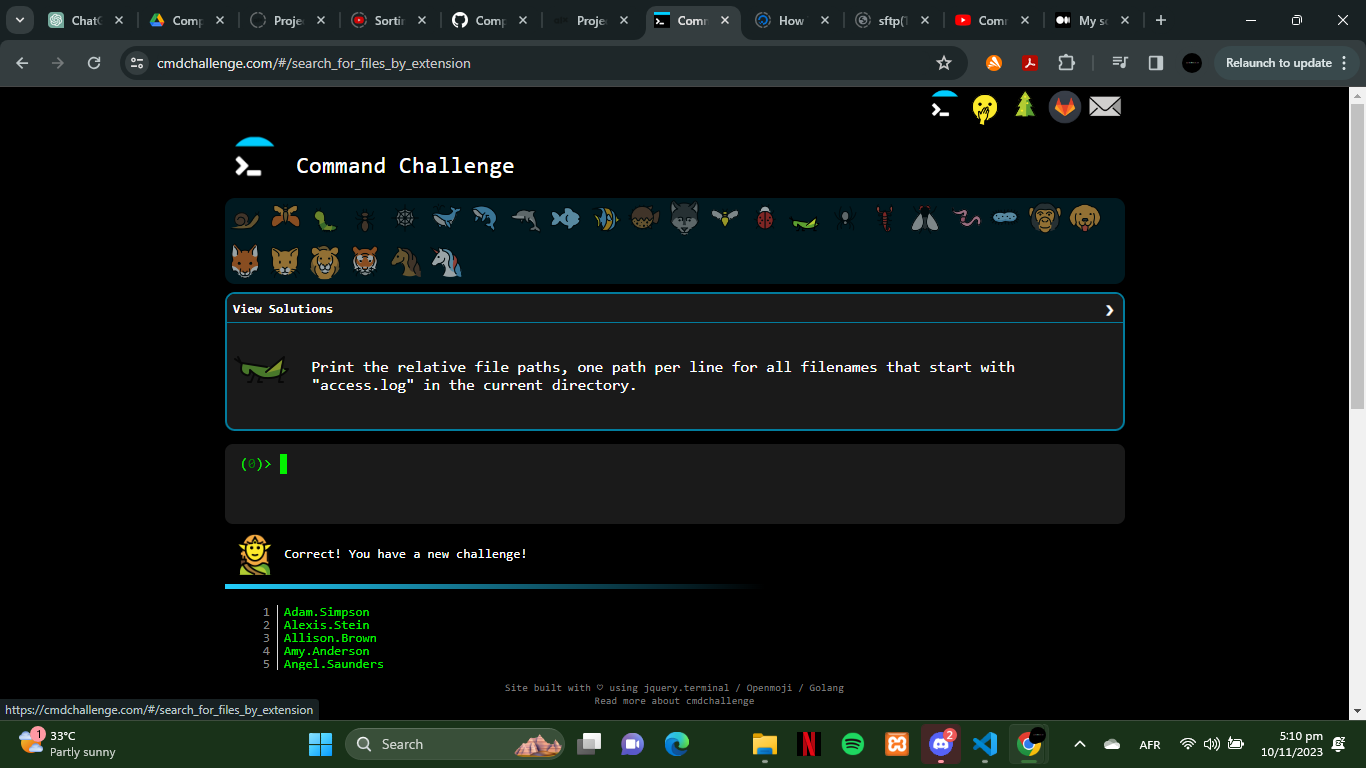 ChatG
Comp
Proje
Sortin
Comp
Proje
Comm
How
sftp(1
Comm
My so
cmdchallenge.com/#/search_for_files_by_extension
Relaunch to update
Command Challenge
View Solutions
Print the relative file paths, one path per line for all filenames that start with
"access.log" in the current directory.
(0)>
Correct! You have a new challenge!
1 Adam.Simpson
2 Alexis.Stein
3 Allison.Brown
4 Amy.Anderson
5 Angel.Saunders
Site built with ♡ using jquery.terminal / Openmoji / Golang
Read more about cmdchallenge
https://cmdchallenge.com/#/search_for_files_by_extension
1
33°C
Partly sunny
Search
2
AFR
5:10 pm
10/11/2023